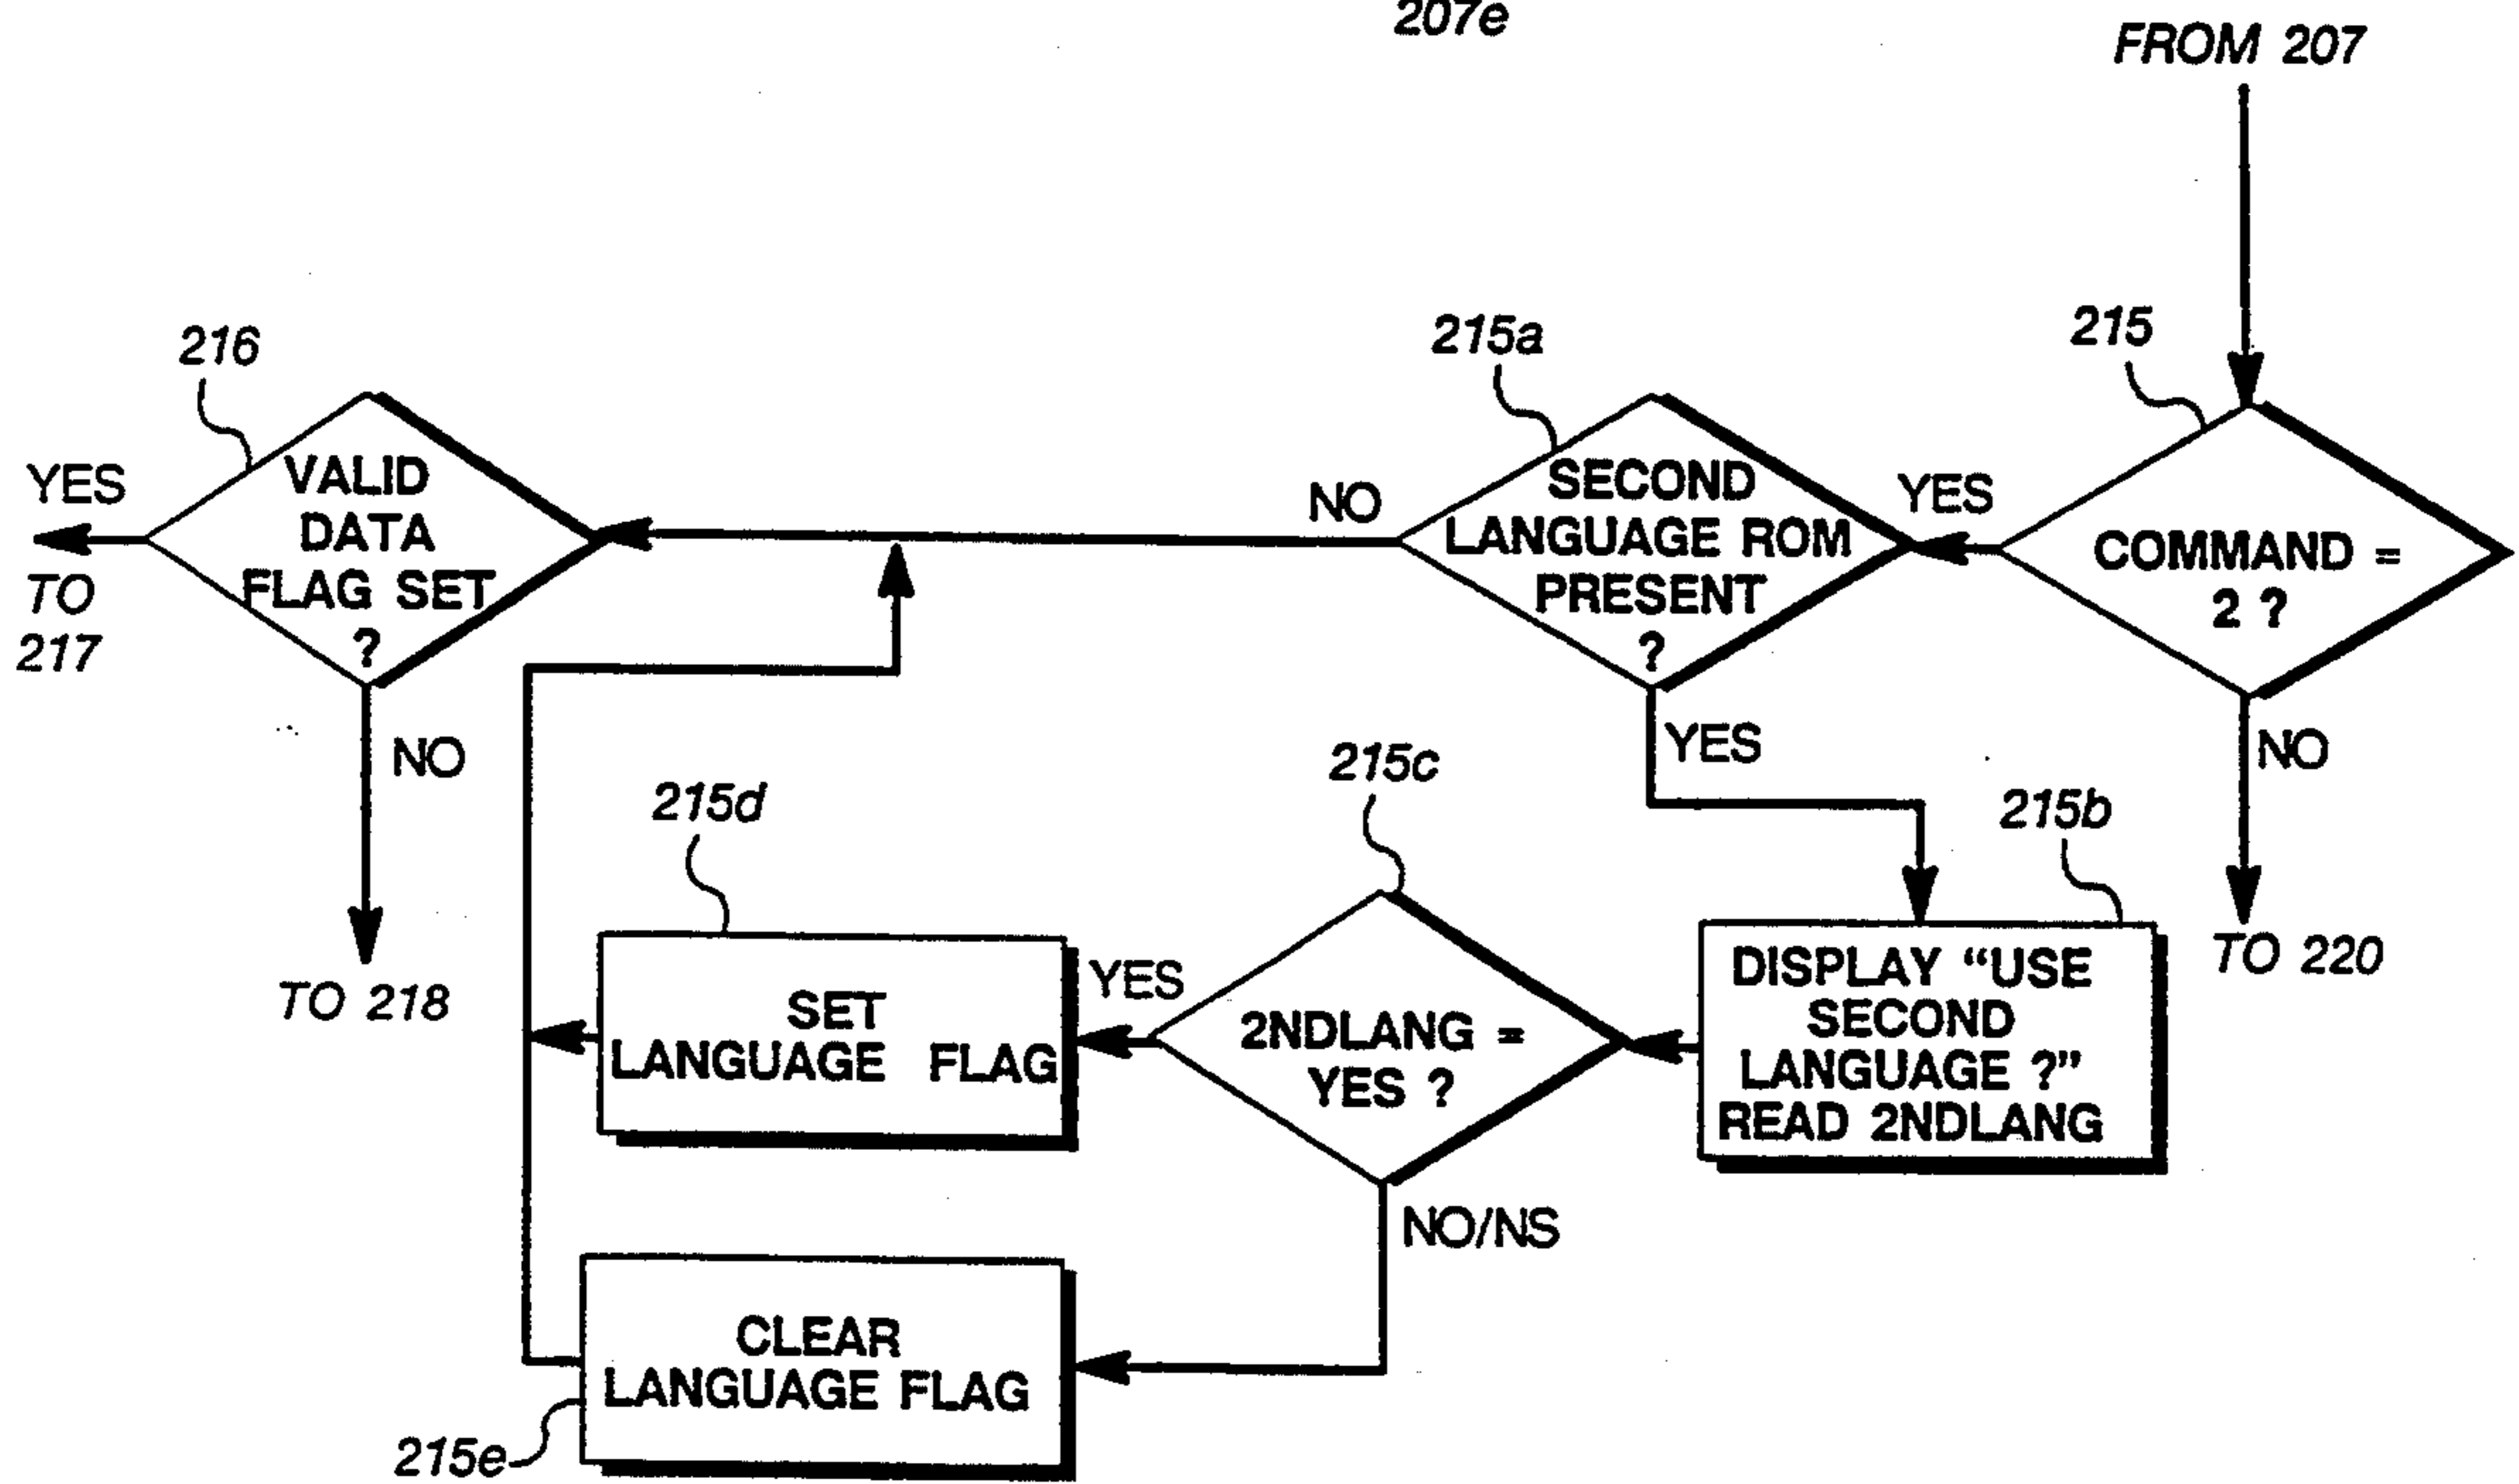 207e
FROM 207
216
215a
215
YES
TO
217
VALID
DATA
FLAG SET
?
NO
TO 218
NO
SECOND
LANGUAGE ROM
PRESENT
?
YES
YES
COMMAND =
2 ?
NO
TO 220
215d
215c
215b
SET
LANGUAGE FLAG
YES
2NDLANG =
YES ?
DISPLAY “USE
SECOND
LANGUAGE ?”
READ 2NDLANG
NO/NS
CLEAR
LANGUAGE FLAG
215e